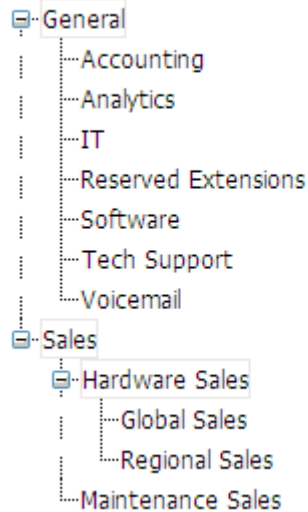 General
Accounting
Analytics
IT
Reserved Extensions
Software
Tech Support
Voicemail
Sales
Hardware Sales
Global Sales
Regional Sales
Maintenance Sales